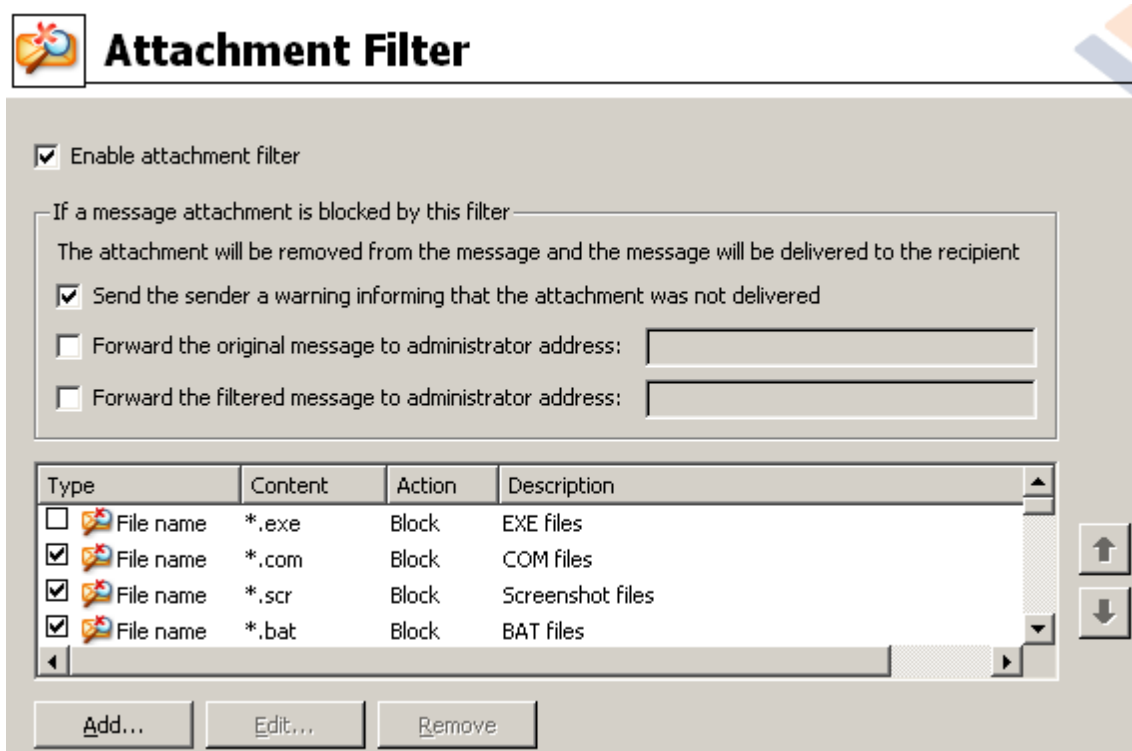 Attachment Filter
Enable attachment filter
If a message attachment is blocked by this filter
The attachment will be removed from the message and the message will be delivered to the recipient
Send the sender a warning informing that the attachment was not delivered
Forward the original message to administrator address:
Forward the filtered message to administrator address:
Type Content Action Description
File name *.exe Block EXE files
File name *.com Block COM files
File name *.scr Block Screenshot files
File name *.bat Block BAT files
Add... Edit... Remove